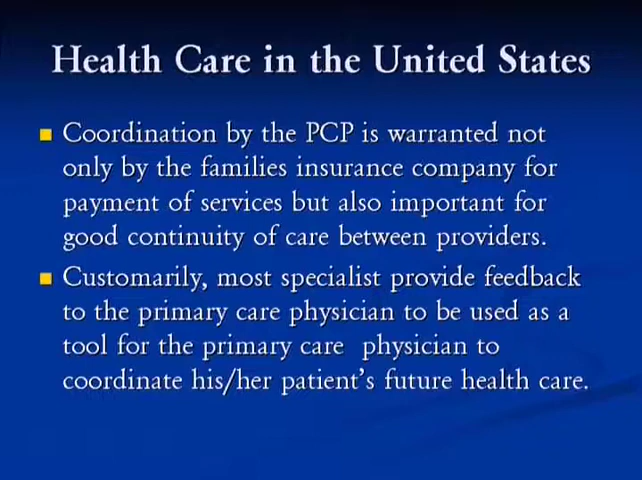 Health Care in the United States
Coordination by the PCP is warranted not
only by the families insurance company for
payment of services but also important for
good continuity of care between providers.
Customarily, most specialist provide feedback
to the primary care physician to be used as a
tool for the primary care physician to
coordinate his/her patient's future health care.